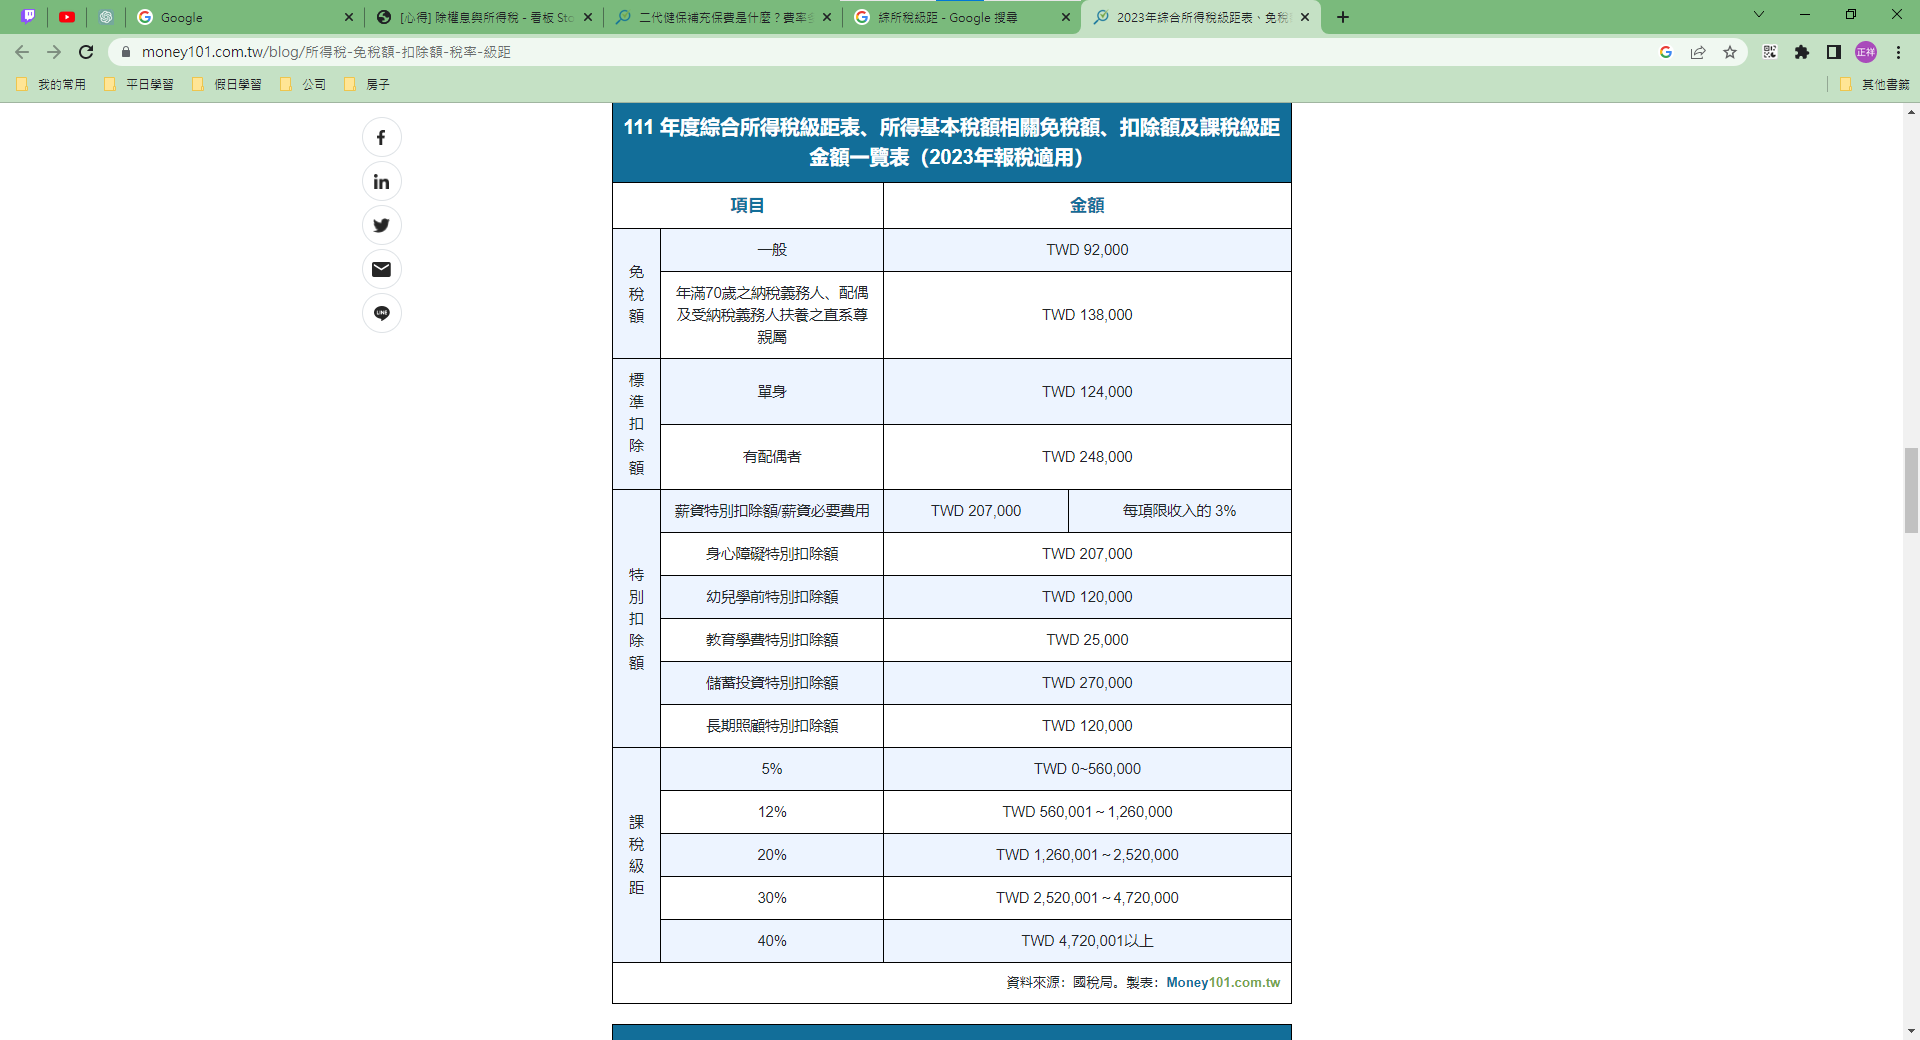 Google
[心得] 除權息與所得稅 - 看板 Sto
二代健保補充保費是什麼？費率
綜所稅級距 - Google 搜尋
2023年綜合所得稅級距表、免稅
money101.com.tw/blog/所得稅-免稅額-扣除額-稅率-級距
正祥
我的常用
平日學習
假日學習
公司
房子
其他書籤
f
in
LINE
111 年度綜合所得稅級距表、所得基本稅額相關免稅額、扣除額及課稅級距
金額一覽表（2023年報稅適用）
項目 金額
免稅額
一般 TWD 92,000
年滿70歲之納稅義務人、配偶
及受納稅義務人扶養之直系尊
親屬
TWD 138,000
標準扣除額
單身 TWD 124,000
有配偶者 TWD 248,000
特別扣除額
薪資特別扣除額/薪資必要費用 TWD 207,000 每項限收入的 3%
身心障礙特別扣除額 TWD 207,000
幼兒學前特別扣除額 TWD 120,000
教育學費特別扣除額 TWD 25,000
儲蓄投資特別扣除額 TWD 270,000
長期照顧特別扣除額 TWD 120,000
課稅級距
5% TWD 0~560,000
12% TWD 560,001～1,260,000
20% TWD 1,260,001～2,520,000
30% TWD 2,520,001～4,720,000
40% TWD 4,720,001以上
資料來源：國稅局。製表：Money101.com.tw